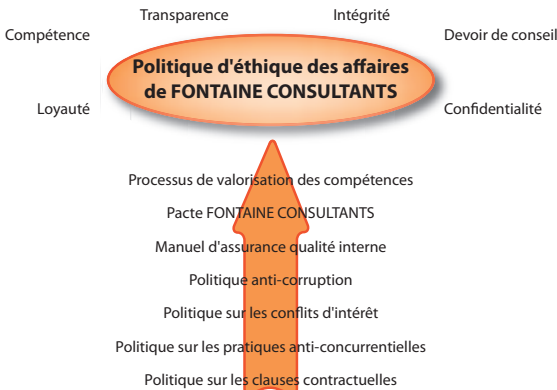 Transparence
Intégrité
Compétence
Devoir de conseil
Politique d'éthique des affaires
de FONTAINE CONSULTANTS
Loyauté
Confidentialité
Processus de valorisation des compétences
Pacte FONTAINE CONSULTANTS
Manuel d'assurance qualité interne
Politique anti-corruption
Politique sur les conflits d'intérêt
Politique sur les pratiques anti-concurrentielles
Politique sur les clauses contractuelles